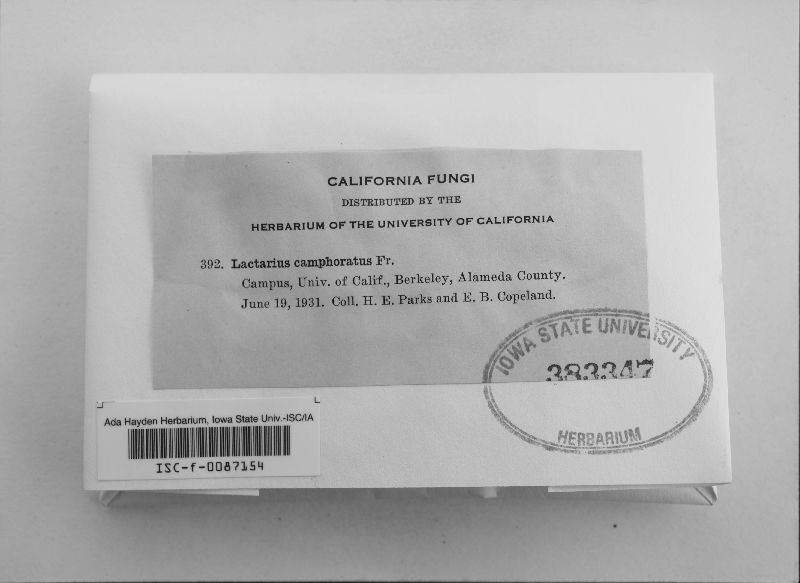 CALIFORNIA FUNGI
DISTRIBUTED BY THE
HERBARIUM OF THE UNIVERSITY OF CALIFORNIA
392. Lactarius camphoratus Fr.
Campus, Univ. of Calif., Berkeley, Alameda County.
June 19, 1931. Coll. H. E. Parks and E. B. Copeland.
IOWA STATE UNIVERSITY
383347
HERBARIUM
Ada Hayden Herbarium, Iowa State Univ.-ISC/IA
ISC-f-0087154